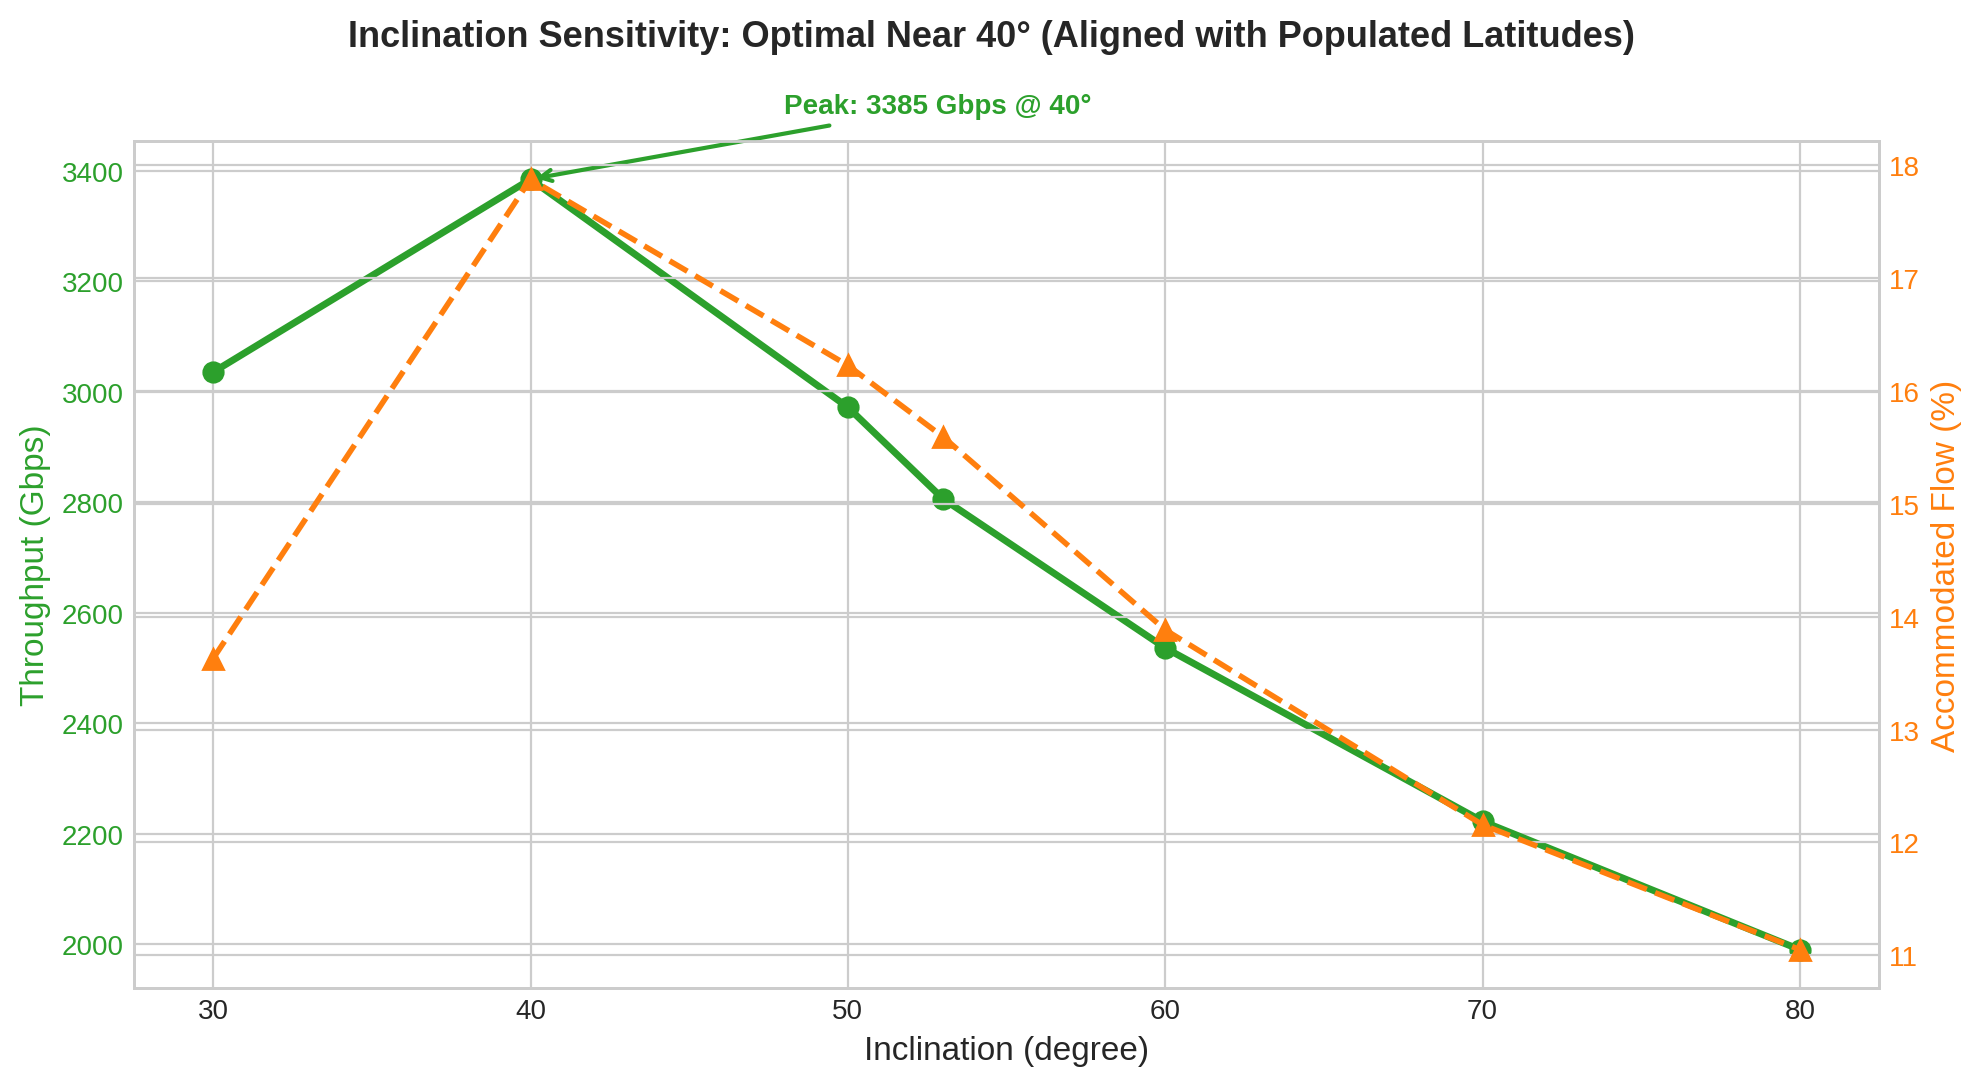 Inclination Sensitivity: Optimal Near 40° (Aligned with Populated Latitudes)
Peak: 3385 Gbps @ 40°
Throughput (Gbps)
3400
3200
3000
2800
2600
2400
2200
2000
18
17
16
15
14
13
12
11
Accommodated Flow (%)
30 40 50 60 70 80
Inclination (degree)